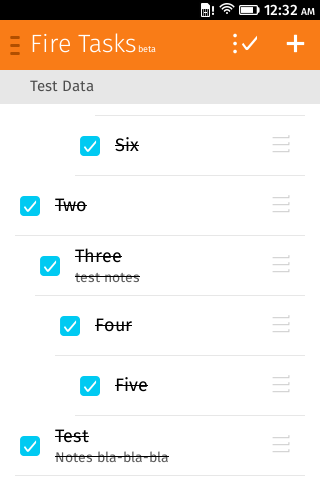 12:32 AM
Fire Tasks beta
Test Data
Six
Two
Three
test notes
Four
Five
Test
Notes bla-bla-bla